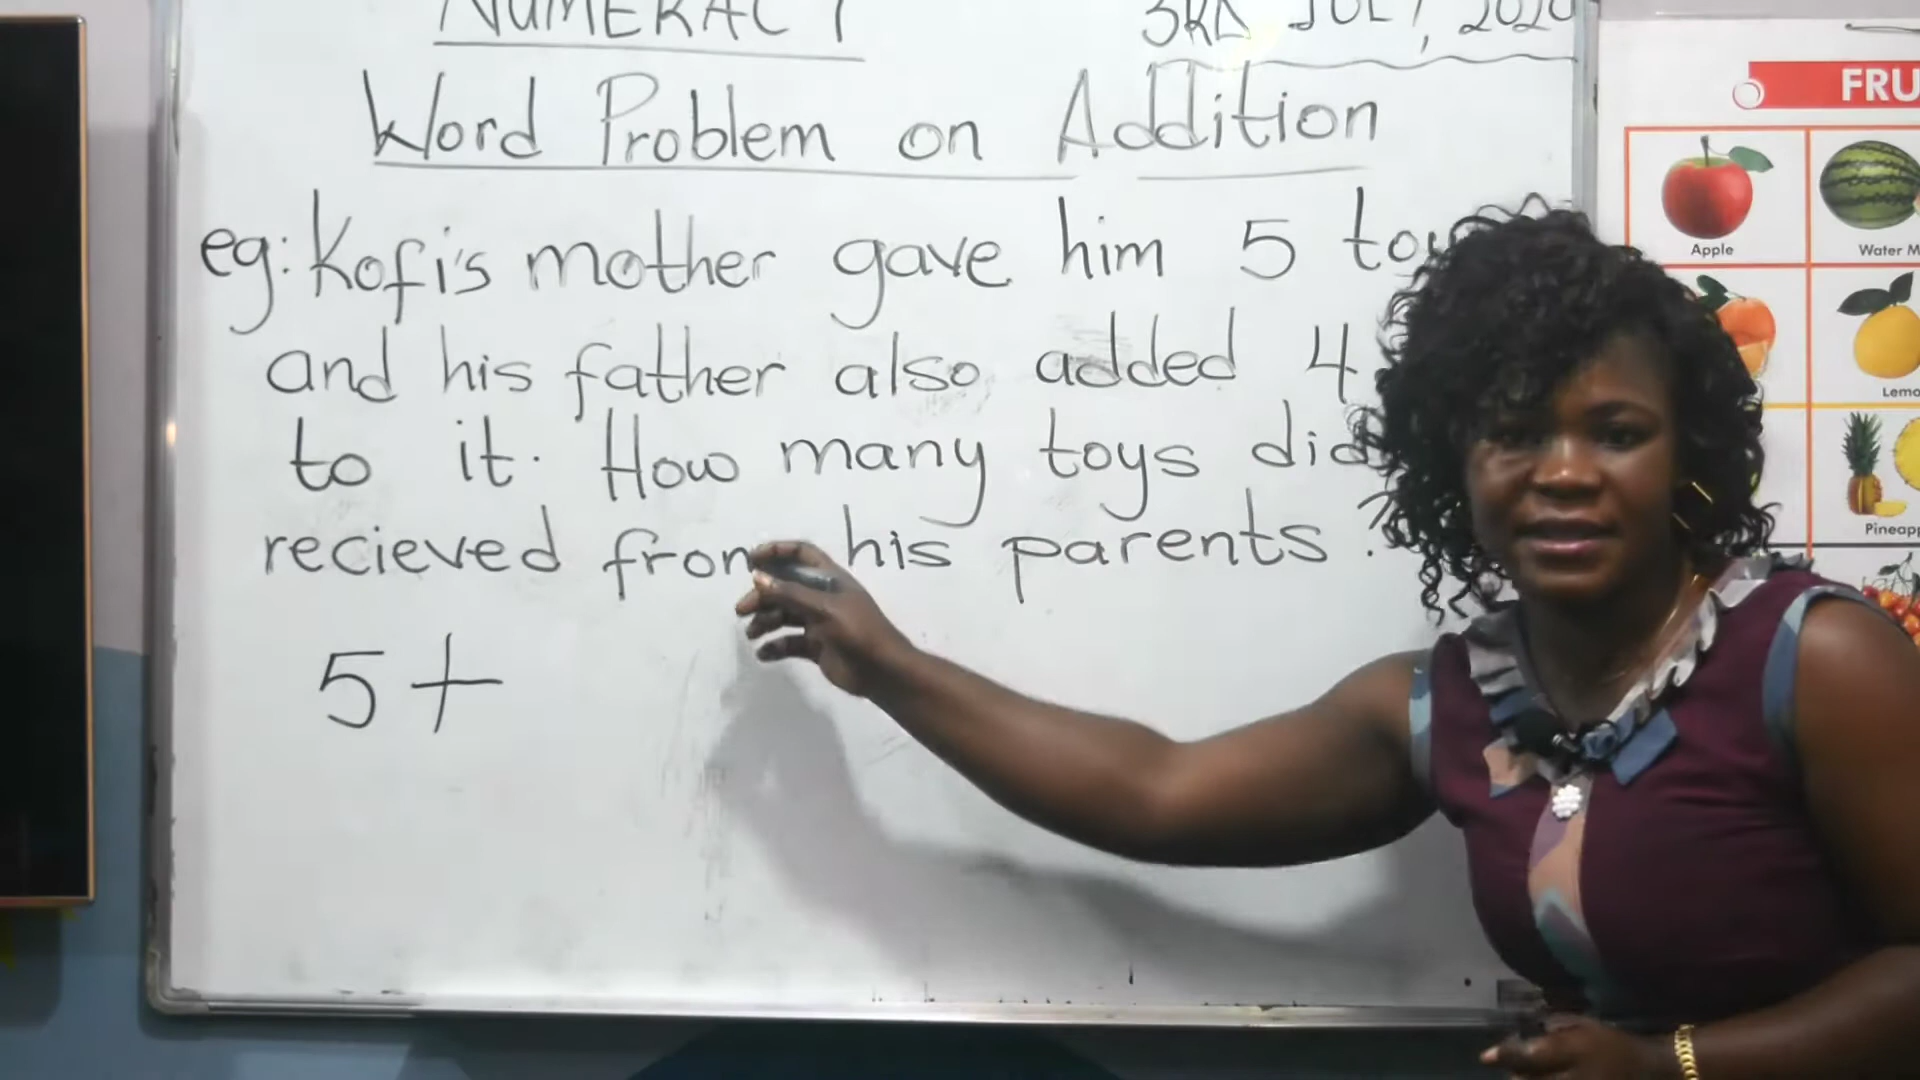 NUMERACY 3RD JULY, 2020
Word Problem on Addition
eg: Kofi's mother gave him 5
and his father also added 4
to it. How many toys did
recieved from his parents?
5 +
FRU
Apple
Water M
Lemo
Pineapp